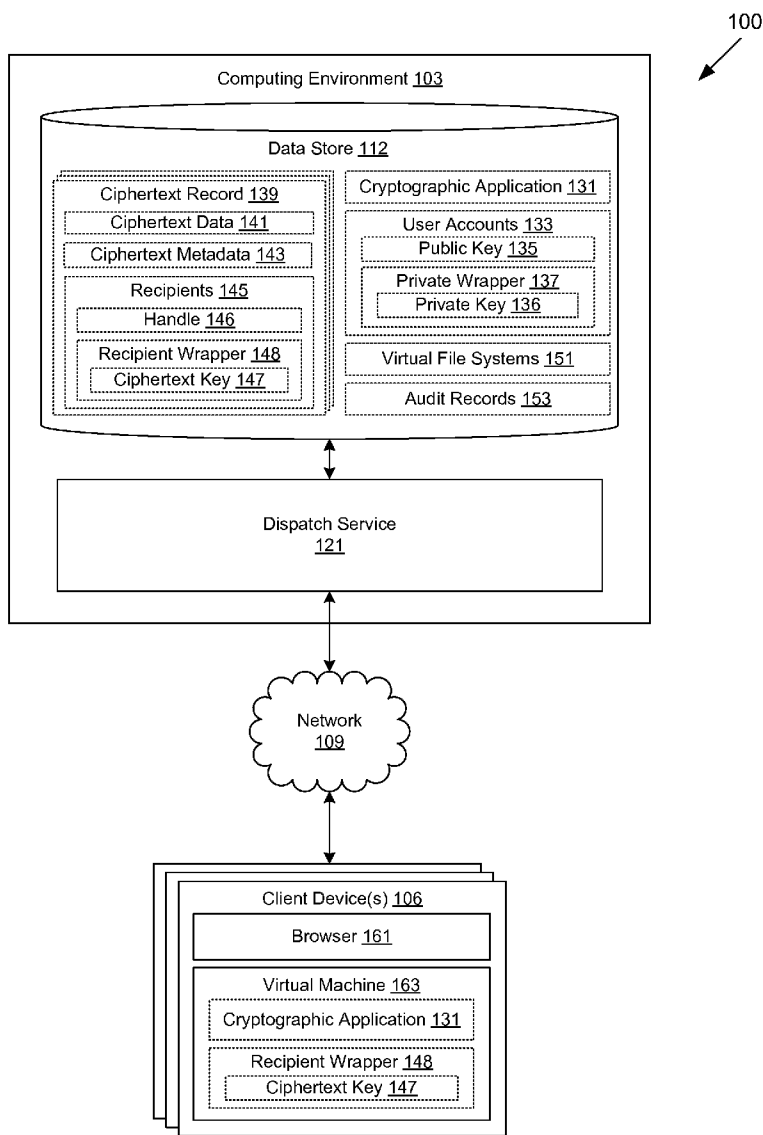 100
Computing Environment 103
Data Store 112
Ciphertext Record 139
Ciphertext Data 141
Ciphertext Metadata 143
Recipients 145
Handle 146
Recipient Wrapper 148
Ciphertext Key 147
Cryptographic Application 131
User Accounts 133
Public Key 135
Private Wrapper 137
Private Key 136
Virtual File Systems 151
Audit Records 153
Dispatch Service
121
Network
109
Client Device(s) 106
Browser 161
Virtual Machine 163
Cryptographic Application 131
Recipient Wrapper 148
Ciphertext Key 147